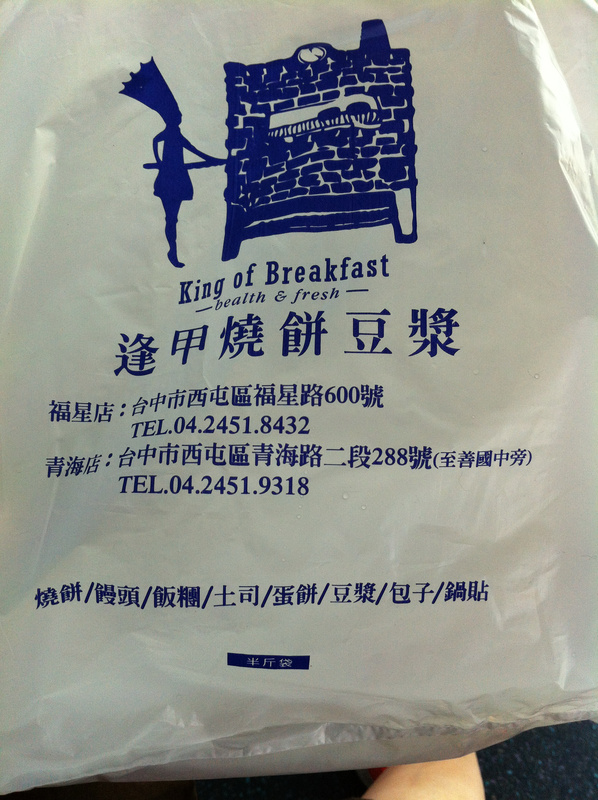 King of Breakfast
health & fresh
逢甲燒餅豆漿
福星店：台中市西屯區福星路600號
TEL.04.2451.8432
青海店：台中市西屯區青海路二段288號(至善國中旁)
TEL.04.2451.9318
燒餅/饅頭/飯糰/土司/蛋餅/豆漿/包子/鍋貼
半斤袋